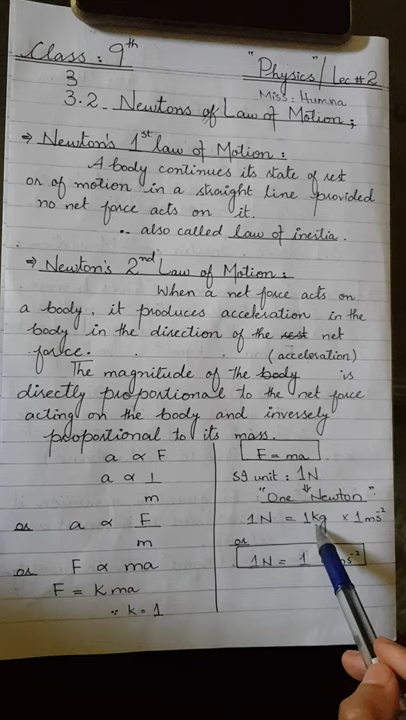 Class: 9th
"Physics"/Lec # 2
3
Miss: Humna
3.2 - Newtons of Law of Motion;
⇒ Newton's 1st law of Motion:
A body continues its state of rest
or of motion in a straight line provided
no net force acts on it.
∴ also called law of inertia.
⇒ Newton's 2nd Law of Motion:
When a net force acts on
a body, it produces acceleration in the
body in the direction of the rest net
force.
(acceleration)
The magnitude of the body is
directly proportional to the net force
acting on the body and inversely
proportional to its mass.
a ∝ F
a ∝ 1/m
or a ∝ F/m
or F ∝ ma
F = Kma
∵ k = 1
F = ma
SI unit: 1N
⇓
"One Newton"
1N = 1kg × 1ms⁻²
or
1N = 1 ms⁻²